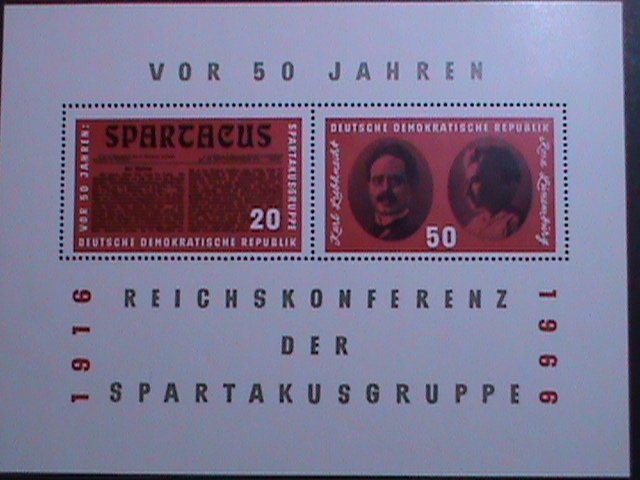 VOR 50 JAHREN
VOR 50 JAHREN:
SPARTACUS
SPARTAKUSGRUPPE
20
DEUTSCHE DEMOKRATISCHE REPUBLIK
DEUTSCHE DEMOKRATISCHE REPUBLIK
Karl Liebknecht
Rosa Luxemburg
50
1916
REICHSKONFERENZ
DER
SPARTAKUSGRUPPE
1966